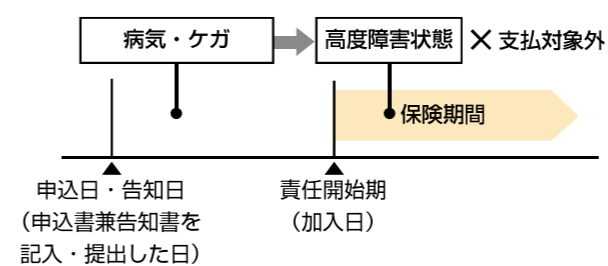 病気・ケガ
高度障害状態
× 支払対象外
保険期間
申込日・告知日
（申込書兼告知書を
記入・提出した日）
責任開始期
（加入日）